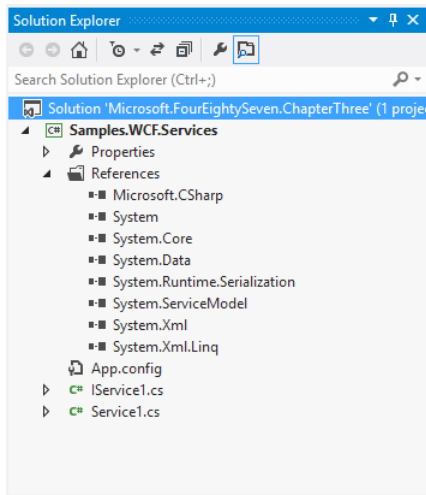 Solution Explorer
Search Solution Explorer (Ctrl+;)
Solution 'Microsoft.FourEightySeven.ChapterThree' (1 proje
C# Samples.WCF.Services
Properties
References
Microsoft.CSharp
System
System.Core
System.Data
System.Runtime.Serialization
System.ServiceModel
System.Xml
System.Xml.Linq
App.config
C# IService1.cs
C# Service1.cs